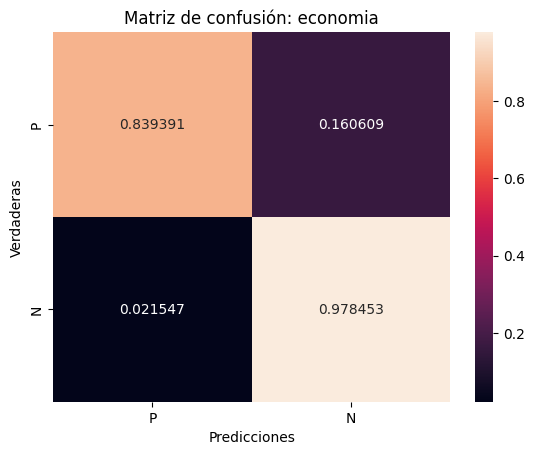 Matriz de confusión: economia
Verdaderas
P
0.839391
0.160609
N
0.021547
0.978453
P
N
Predicciones
0.8
0.6
0.4
0.2